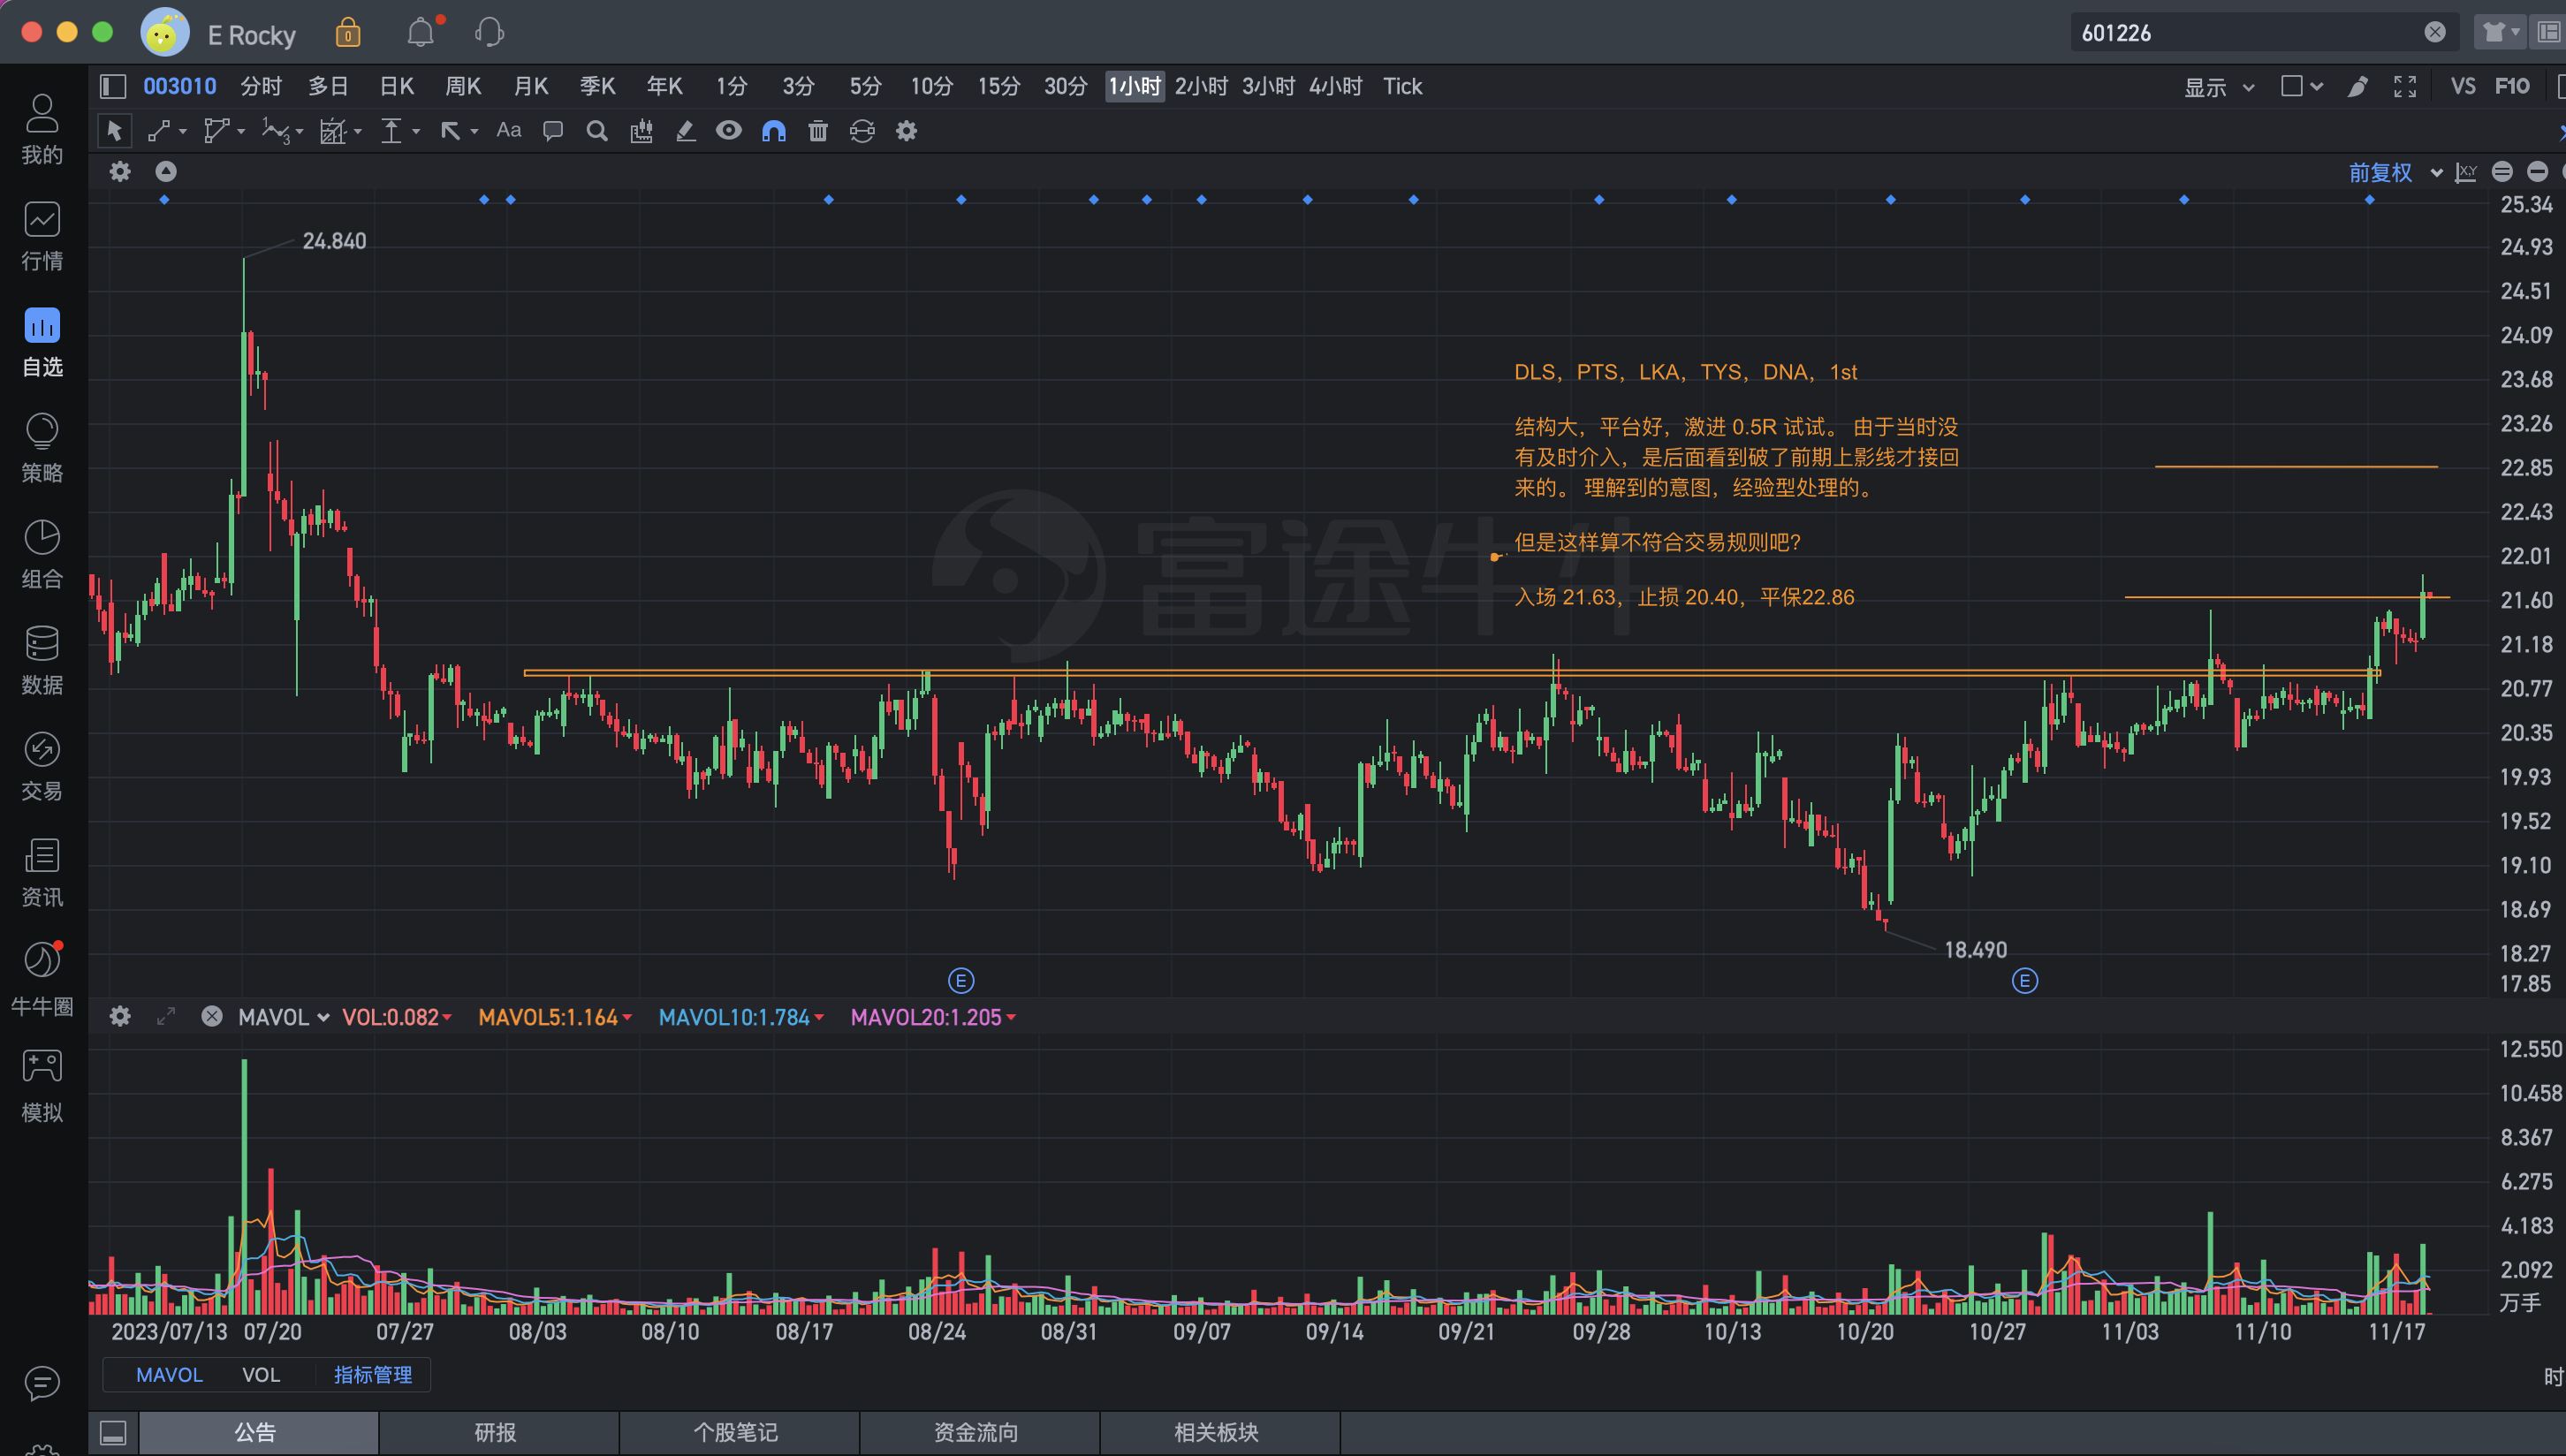 E Rocky
601226
003010 分时 多日 日K 周K 月K 季K 年K 1分 3分 5分 10分 15分 30分 1小时 2小时 3小时 4小时 Tick 显示 VS F10
Aa
前复权
我的
行情
自选
策略
组合
数据
交易
资讯
牛牛圈
模拟
25.34
24.93
24.51
24.09
23.68
23.26
22.85
22.43
22.01
21.60
21.18
20.77
20.35
19.93
19.52
19.10
18.69
18.27
17.85
24.840
DLS，PTS，LKA，TYS，DNA，1st
结构大，平台好，激进 0.5R 试试。 由于当时没
有及时介入，是后面看到破了前期上影线才接回
来的。 理解到的意图，经验型处理的。
但是这样算不符合交易规则吧？
入场 21.63，止损 20.40，平保22.86
富途牛牛
18.490
E
E
MAVOL VOL:0.082 MAVOL5:1.164 MAVOL10:1.784 MAVOL20:1.205
12.550
10.458
8.367
6.275
4.183
2.092
万手
2023/07/13 07/20 07/27 08/03 08/10 08/17 08/24 08/31 09/07 09/14 09/21 09/28 10/13 10/20 10/27 11/03 11/10 11/17
MAVOL VOL 指标管理
时
公告 研报 个股笔记 资金流向 相关板块